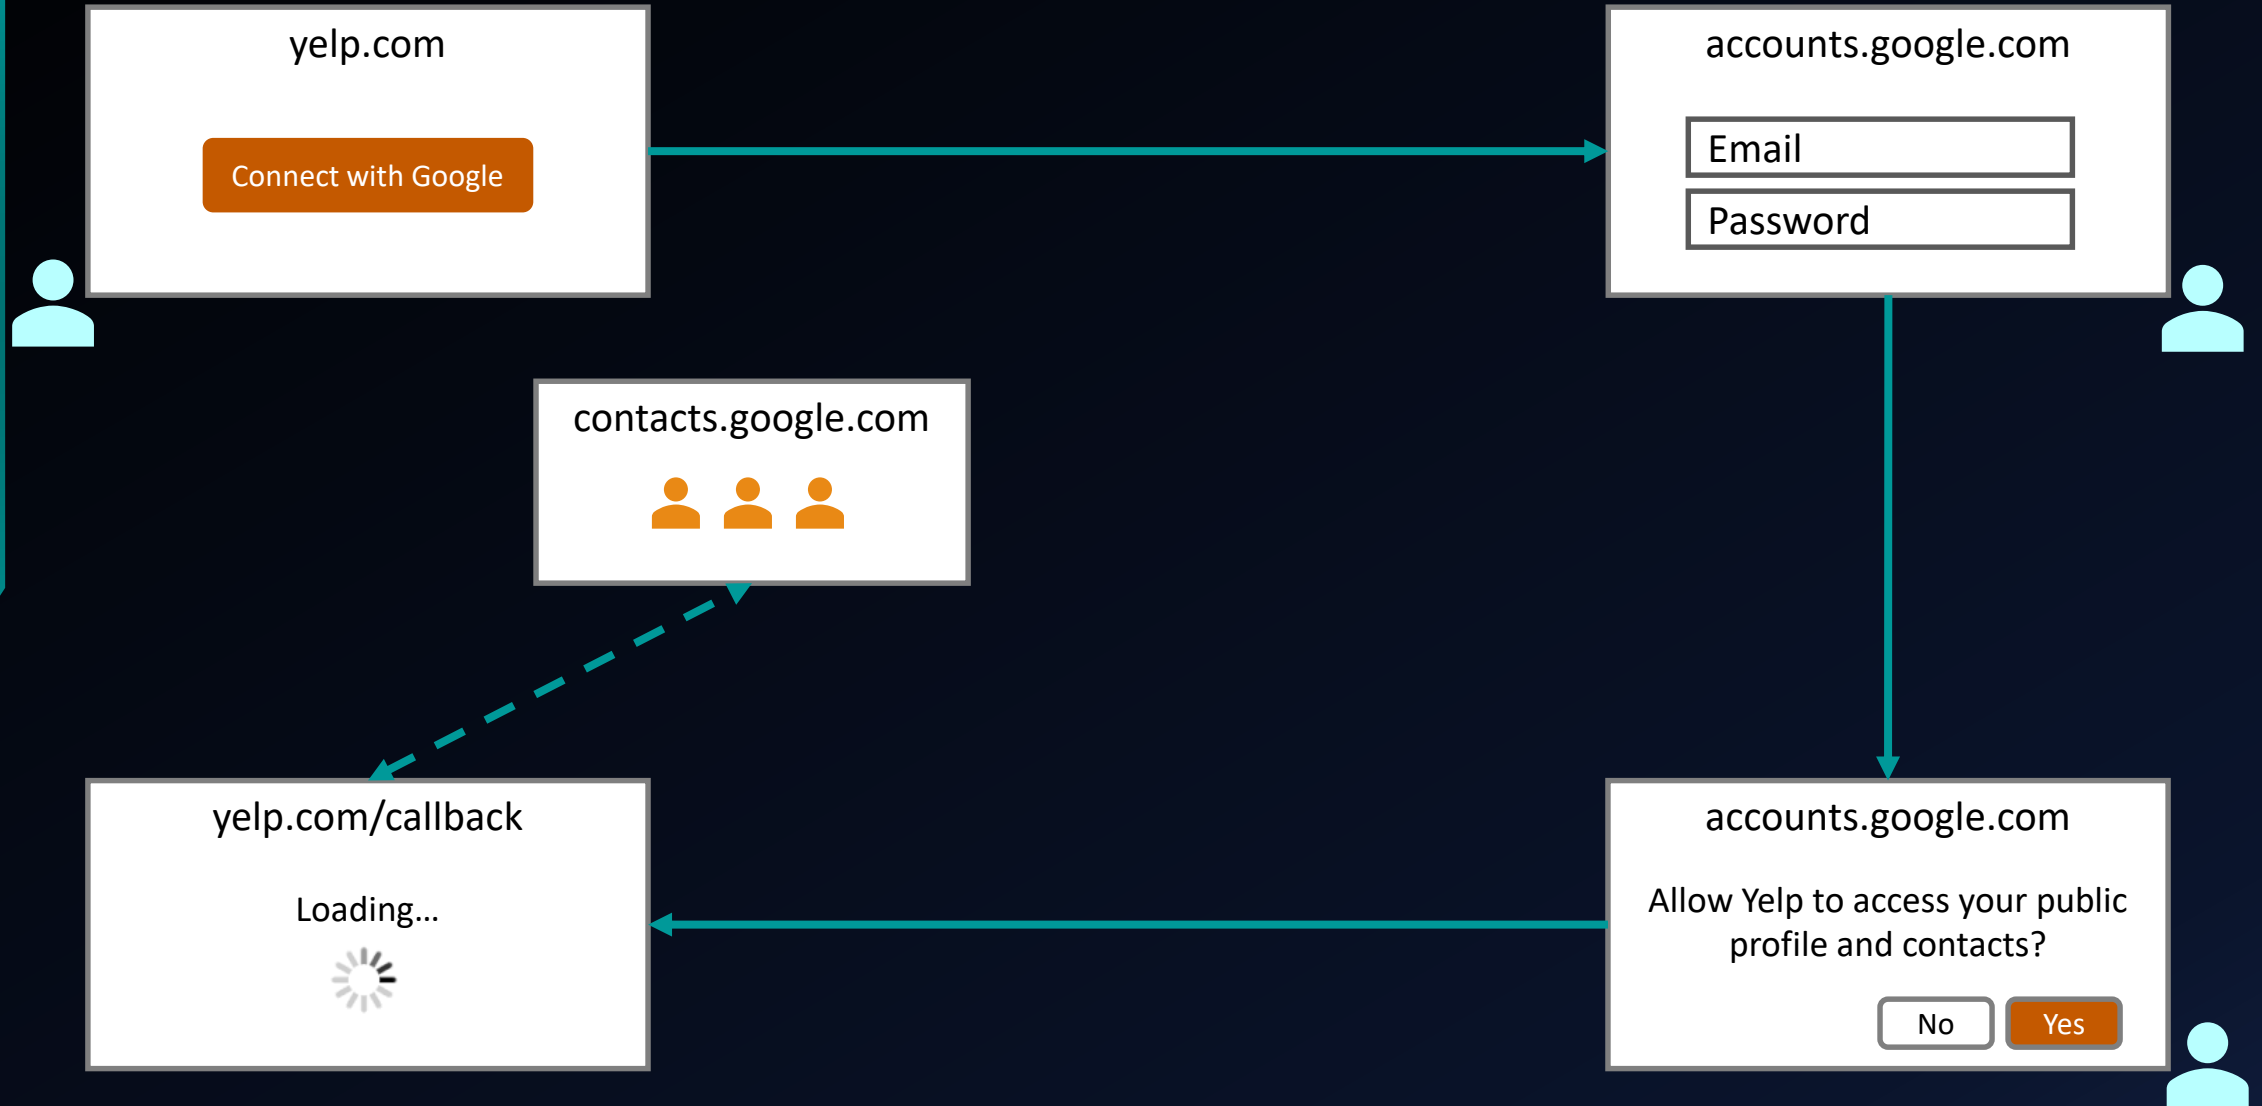 yelp.com
Connect with Google
accounts.google.com
Email
Password
contacts.google.com
yelp.com/callback
Loading...
accounts.google.com
Allow Yelp to access your public
profile and contacts?
No
Yes